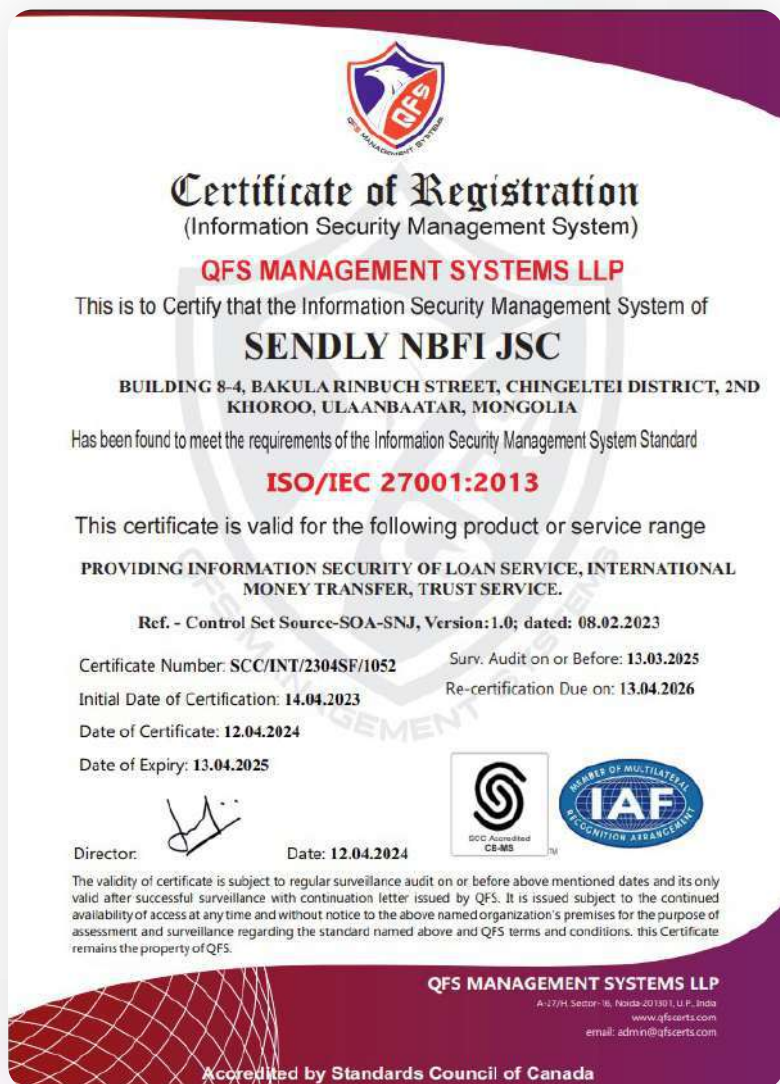 QFS
QFS MANAGEMENT SYSTEMS
Certificate of Registration
(Information Security Management System)
QFS MANAGEMENT SYSTEMS LLP
This is to Certify that the Information Security Management System of
SENDLY NBFI JSC
BUILDING 8-4, BAKULA RINBUCH STREET, CHINGELTEI DISTRICT, 2ND
KHOROO, ULAANBAATAR, MONGOLIA
Has been found to meet the requirements of the Information Security Management System Standard
ISO/IEC 27001:2013
This certificate is valid for the following product or service range
PROVIDING INFORMATION SECURITY OF LOAN SERVICE, INTERNATIONAL
MONEY TRANSFER, TRUST SERVICE.
Ref. - Control Set Source-SOA-SNJ, Version:1.0; dated: 08.02.2023
Certificate Number: SCC/INT/2304SF/1052
Surv. Audit on or Before: 13.03.2025
Initial Date of Certification: 14.04.2023
Re-certification Due on: 13.04.2026
Date of Certificate: 12.04.2024
Date of Expiry: 13.04.2025
QFS MANAGEMENT SYSTEMS
SCC Accredited
CB-MS
TM
MEMBER OF MULTILATERAL
IAF
RECOGNITION ARRANGEMENT
Director:
Date: 12.04.2024
The validity of certificate is subject to regular surveillance audit on or before above mentioned dates and its only
valid after successful surveillance with continuation letter issued by QFS. It is issued subject to the continued
availability of access at any time and without notice to the above named organization's premises for the purpose of
assessment and surveillance regarding the standard named above and QFS terms and conditions. this Certificate
remains the property of QFS.
QFS MANAGEMENT SYSTEMS LLP
A-27/H, Sector-16, Noida-201301, U.P., India
www.qfscerts.com
email: admin@qfscerts.com
Accredited by Standards Council of Canada